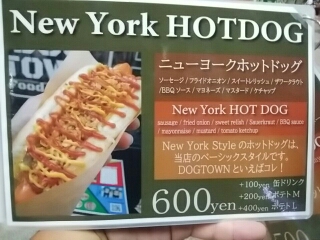 New York HOTDOG
TOWN
ニューヨークホットドッグ
ソーセージ / フライドオニオン / スイートレリッシュ / ザワークラウト
/BBQ ソース / マヨネーズ / マスタード / ケチャップ
New York HOT DOG
sausage / fried onion / sweet relish / Sauerkraut / BBQ sauce
/ mayonnaise / mustard / tomato ketchup
New York Style のホットドッグは、
当店のベーシックスタイルです。
DOGTOWN といえばコレ！
600yen
+100yen 缶ドリンク
+200yen ポテト M
+400yen ポテト L